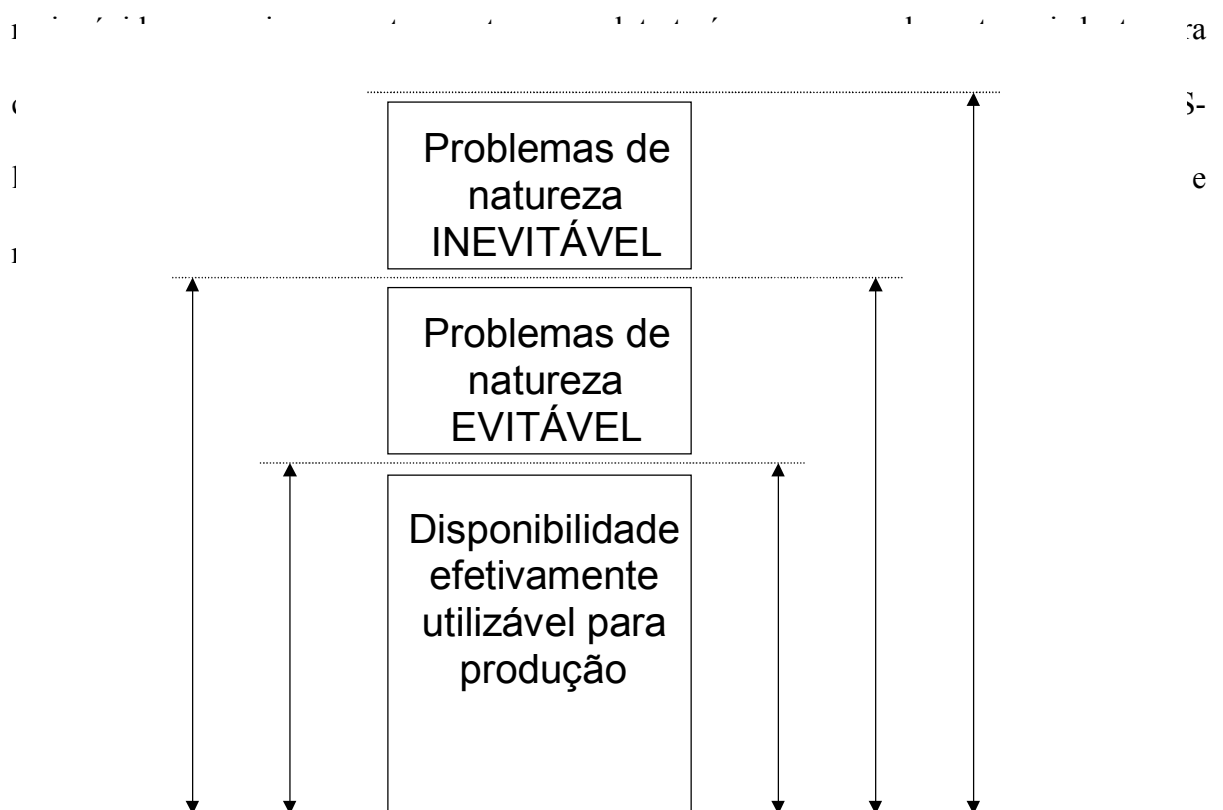 Problemas de
natureza
INEVITÁVEL
e
Problemas de
natureza
EVITÁVEL
Disponibilidade
efetivamente
utilizável para
produção